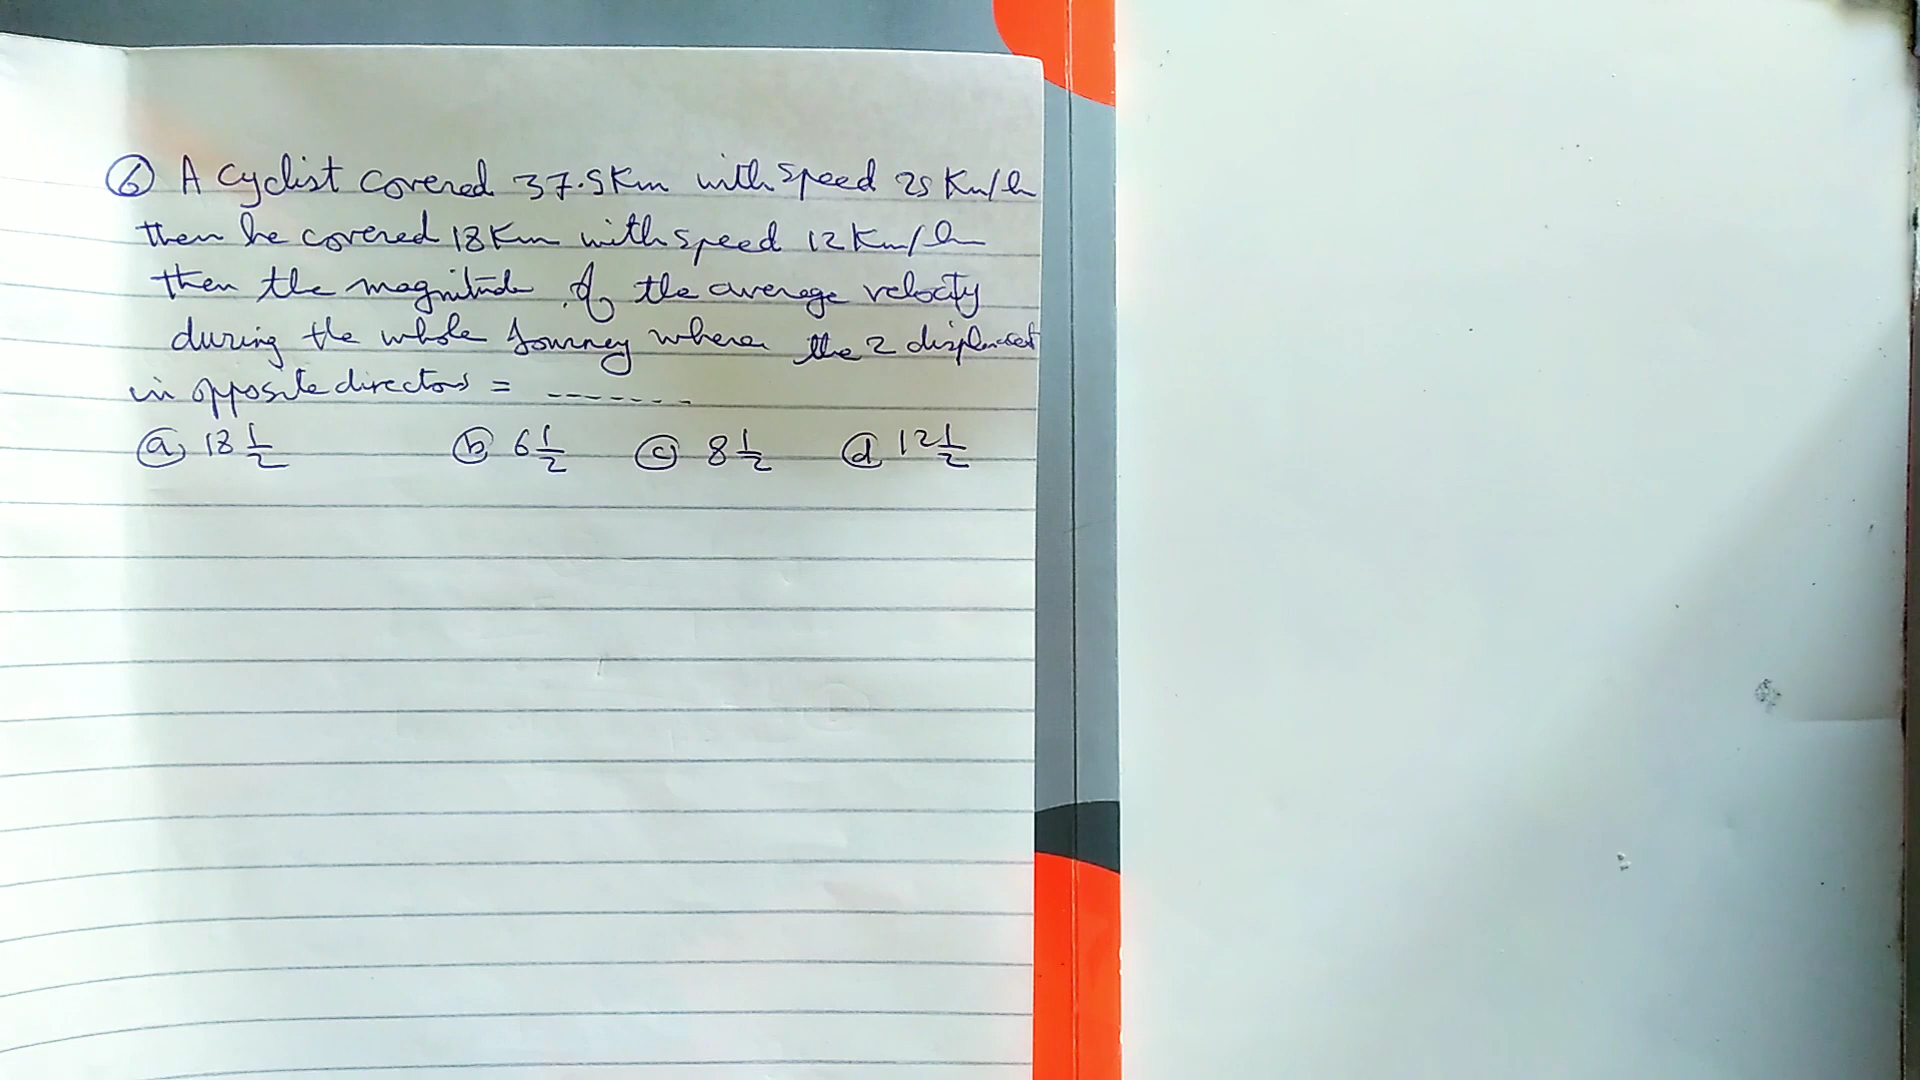 ⑥ A cyclist covered 37.5 Km with speed 25 Km/h
then he covered 18 Km with speed 12 Km/h
then the magnitude of the average velocity
during the whole Journey where the 2 displacement
in opposite directions = -------
ⓐ 18 1/2 ⓑ 6 1/2 ⓒ 8 1/2 ⓓ 12 1/2